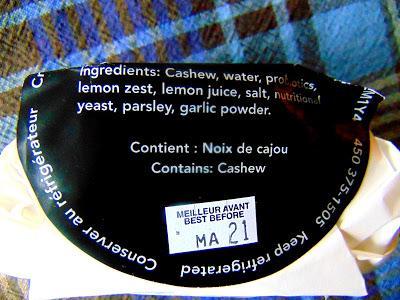 Ingredients: Cashew, water, probiotics,
lemon zest, lemon juice, salt, nutritional
yeast, parsley, garlic powder.
Contient : Noix de cajou
Contains: Cashew
MEILLEUR AVANT
BEST BEFORE
MA 21
Conserver au réfrigérateur
Keep refrigerated
450 375-1505